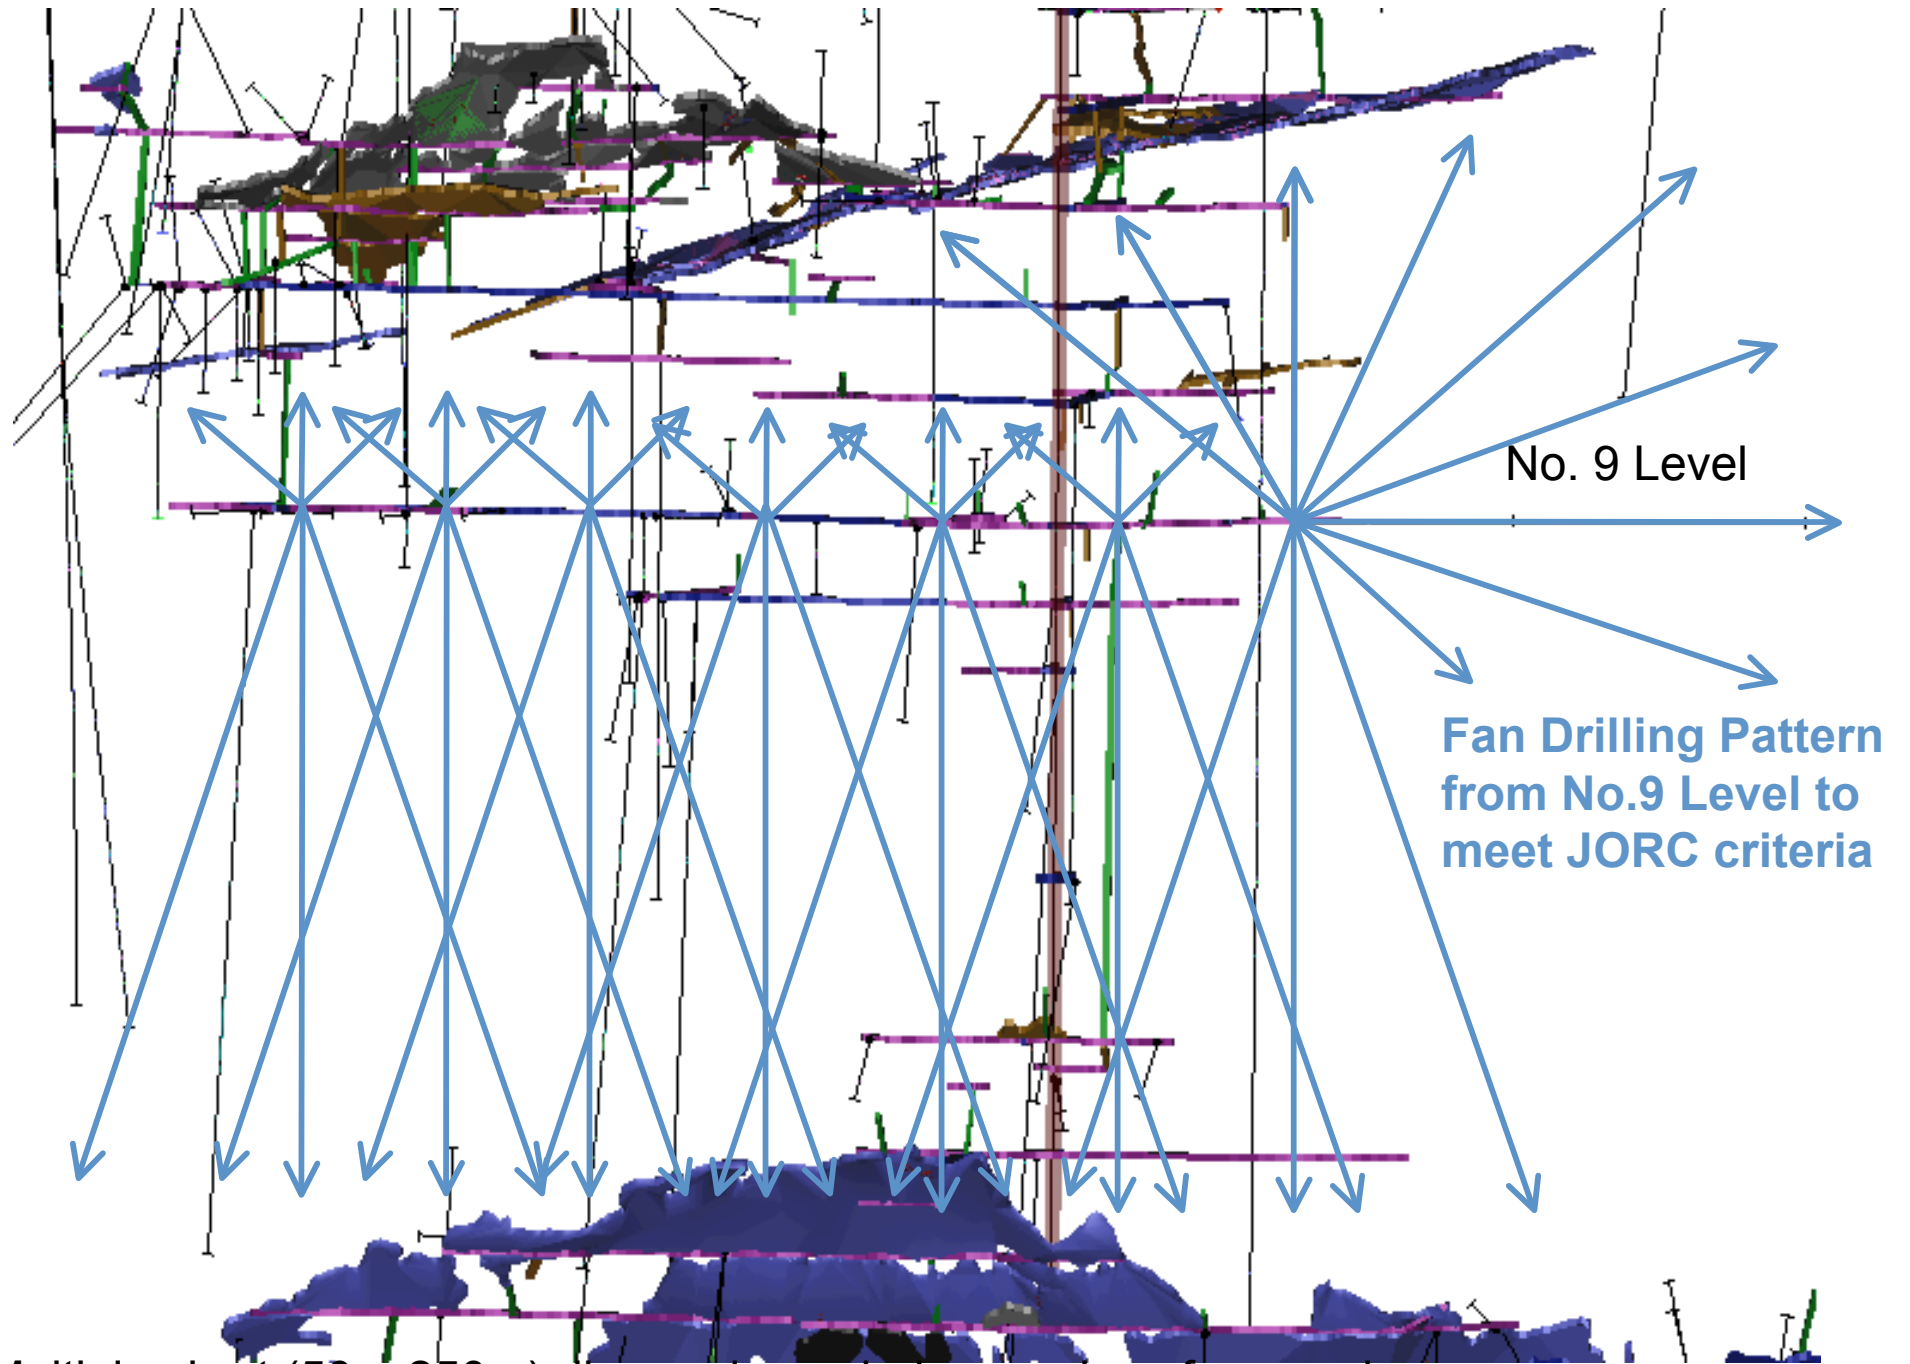 No. 9 Level
Fan Drilling Pattern
from No.9 Level to
meet JORC criteria